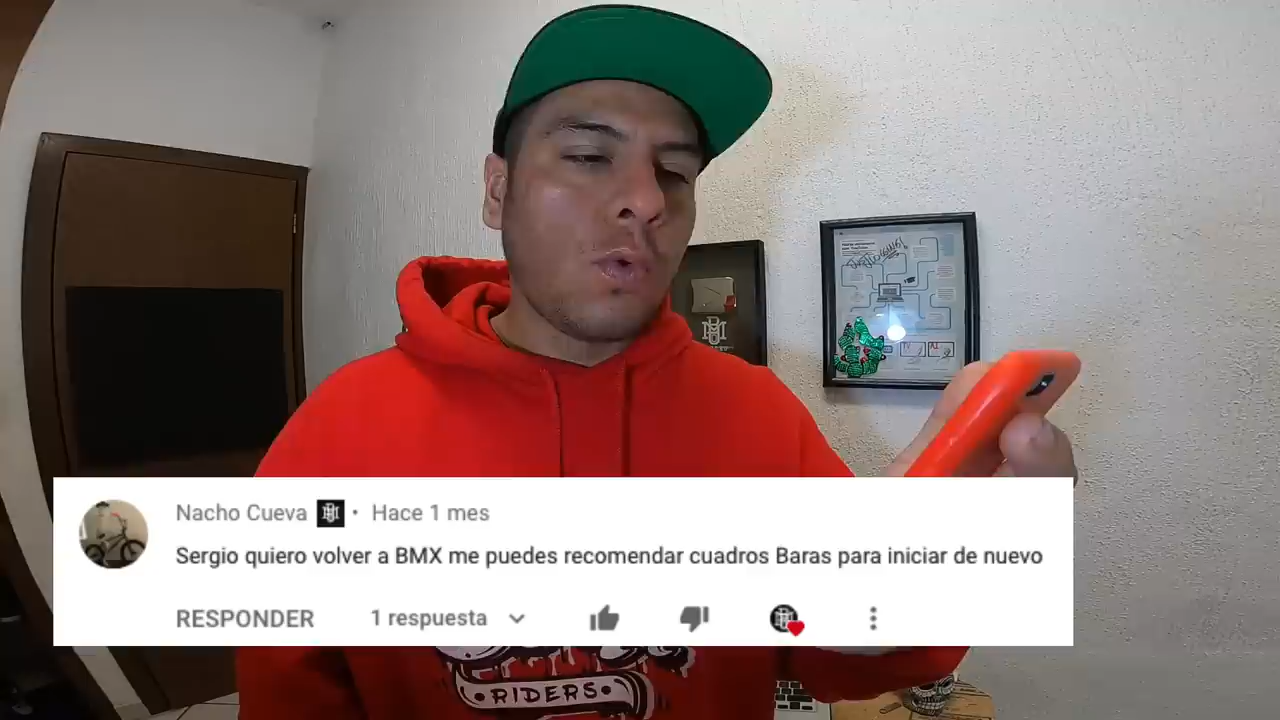 Nacho Cueva · Hace 1 mes
Sergio quiero volver a BMX me puedes recomendar cuadros Baras para iniciar de nuevo
RESPONDER 1 respuesta
·RIDERS·